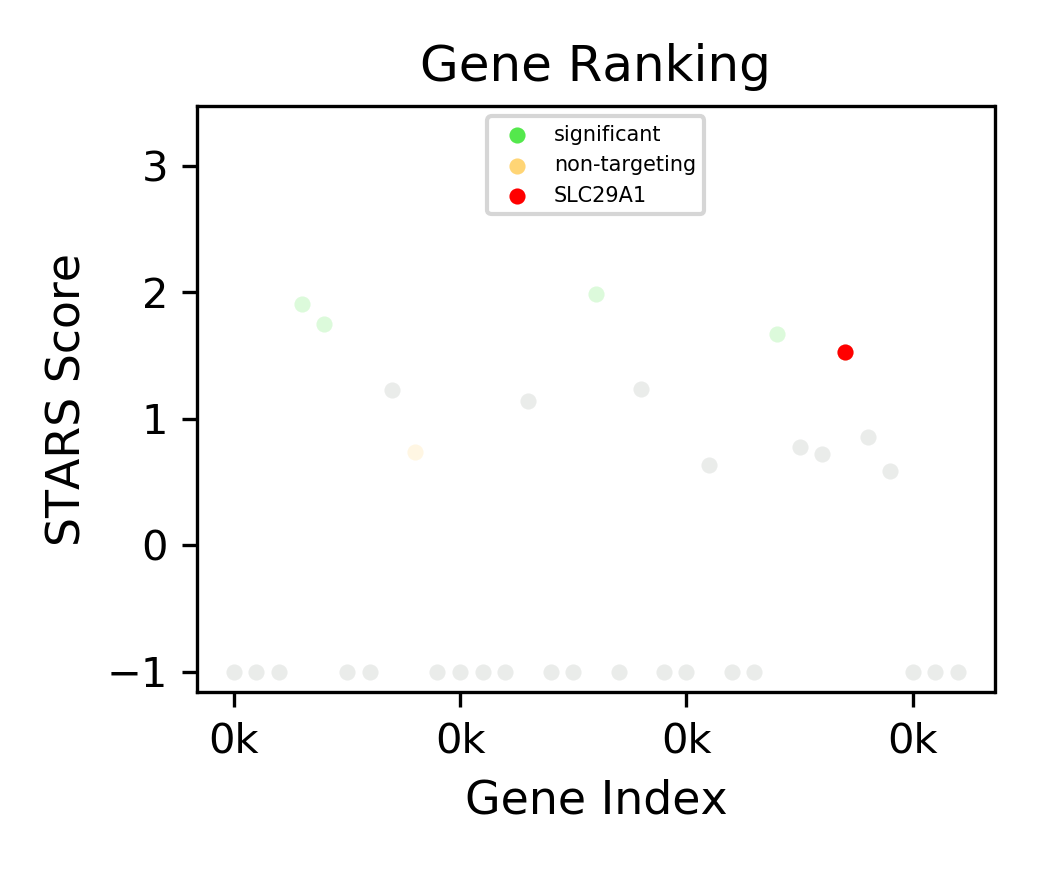 Gene Ranking
significant
non-targeting
SLC29A1
3
2
1
0
−1
STARS Score
0k 0k 0k 0k
Gene Index